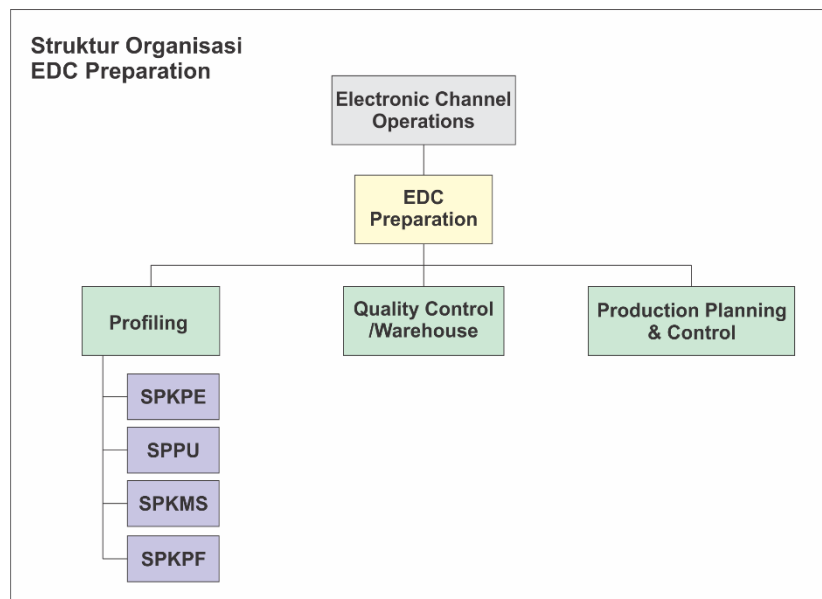 Struktur Organisasi
EDC Preparation
Electronic Channel
Operations
EDC
Preparation
Profiling
Quality Control
/Warehouse
Production Planning
& Control
SPKPE
SPPU
SPKMS
SPKPF